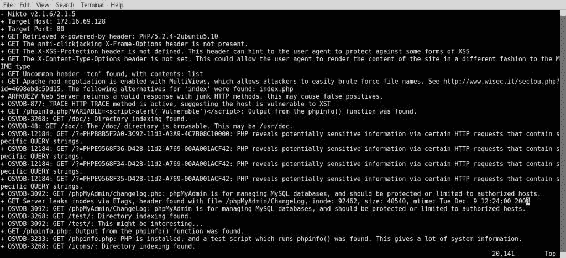 File Edit View Search Terminal Help
- Nikto v2.1.6/2.1.5
+ Target Host: 172.16.69.128
+ Target Port: 80
+ GET Retrieved x-powered-by header: PHP/5.2.4-2ubuntu5.10
+ GET The anti-clickjacking X-Frame-Options header is not present.
+ GET The X-XSS-Protection header is not defined. This header can hint to the user agent to protect against some forms of XSS
+ GET The X-Content-Type-Options header is not set. This could allow the user agent to render the content of the site in a different fashion to the M
IME type
+ GET Uncommon header 'tcn' found, with contents: list
+ GET Apache mod_negotiation is enabled with MultiViews, which allows attackers to easily brute force file names. See http://www.wisec.it/sectou.php?
id=4698ebdc59d15. The following alternatives for 'index' were found: index.php
Web Server returns a valid response with junk HTTP methods, this may cause false positives.
+ OSVDB-877: TRACE HTTP TRACE method is active, suggesting the host is vulnerable to XST
+ GET /phpinfo.php?VARIABLE=<script>alert('Vulnerable')</script>: Output from the phpinfo() function was found.
+ OSVDB-3268: GET /doc/: Directory indexing found.
+ OSVDB-48: GET /doc/: The /doc/ directory is browsable. This may be /usr/doc.
+ OSVDB-12184: GET /?=PHPB8B5F2A0-3C92-11d3-A3A9-4C7B08C10000: PHP reveals potentially sensitive information via certain HTTP requests that contain s
pecific QUERY strings.
+ OSVDB-12184: GET /?=PHPE9568F36-D428-11d2-A769-00AA001ACF42: PHP reveals potentially sensitive information via certain HTTP requests that contain s
pecific QUERY strings.
+ OSVDB-12184: GET /?=PHPE9568F34-D428-11d2-A769-00AA001ACF42: PHP reveals potentially sensitive information via certain HTTP requests that contain s
pecific QUERY strings.
+ OSVDB-12184: GET /?=PHPE9568F35-D428-11d2-A769-00AA001ACF42: PHP reveals potentially sensitive information via certain HTTP requests that contain s
pecific QUERY strings.
+ OSVDB-3092: GET /phpMyAdmin/changelog.php: phpMyAdmin is for managing MySQL databases, and should be protected or limited to authorized hosts.
+ GET Server leaks inodes via ETags, header found with file /phpMyAdmin/ChangeLog, inode: 92462, size: 40540, mtime: Tue Dec 9 12:24:00 2008
+ OSVDB-3092: GET /phpMyAdmin/ChangeLog: phpMyAdmin is for managing MySQL databases, and should be protected or limited to authorized hosts.
+ OSVDB-3268: GET /test/: Directory indexing found.
+ OSVDB-3092: GET /test/: This might be interesting...
+ GET /phpinfo.php: Output from the phpinfo() function was found.
+ OSVDB-3233: GET /phpinfo.php: PHP is installed, and a test script which runs phpinfo() was found. This gives a lot of system information.
+ OSVDB-3268: GET /icons/: Directory indexing found.
20,141 Top